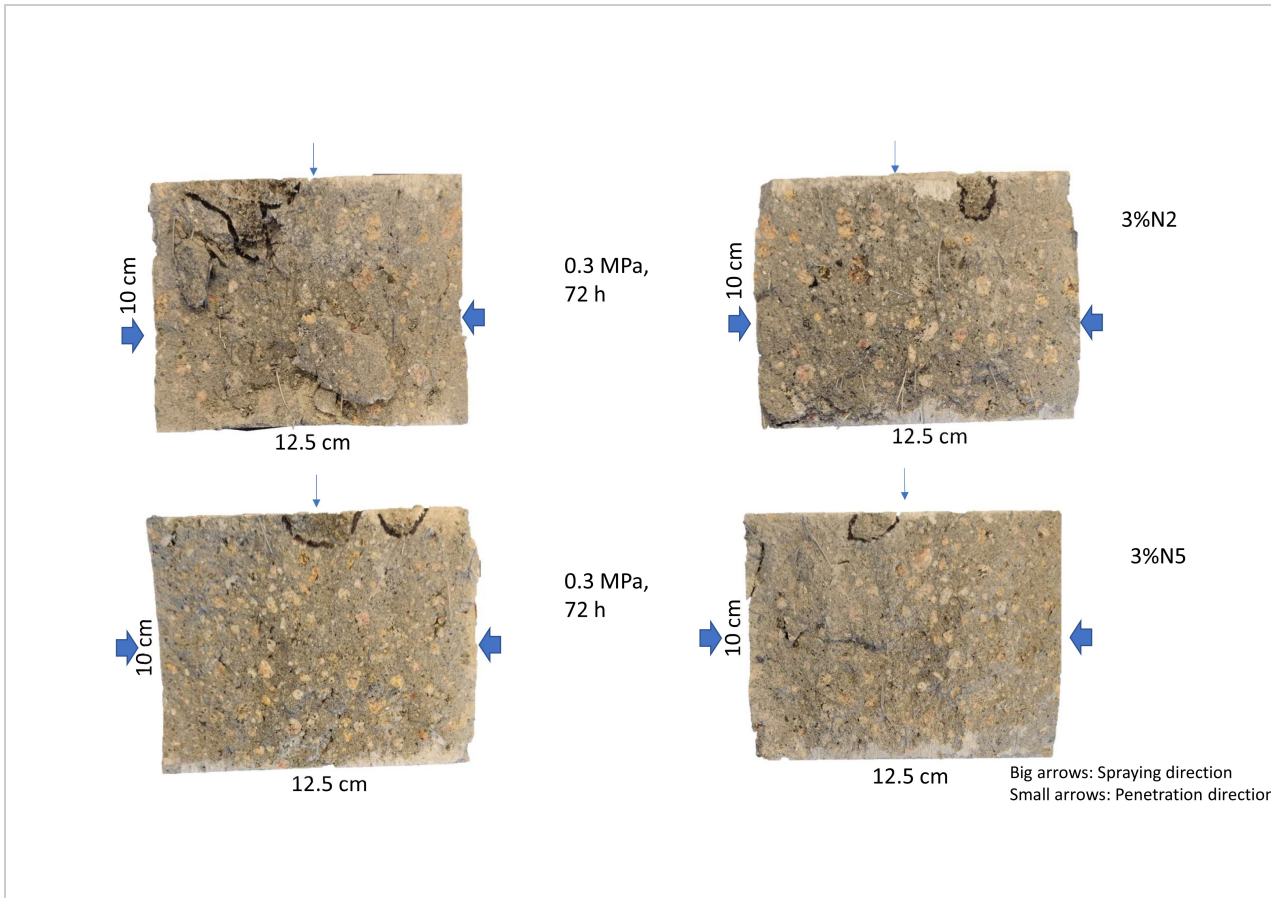 10 cm
12.5 cm
0.3 MPa,
72 h
10 cm
12.5 cm
3%N2
10 cm
12.5 cm
0.3 MPa,
72 h
10 cm
12.5 cm
3%N5
Big arrows: Spraying direction
Small arrows: Penetration direction